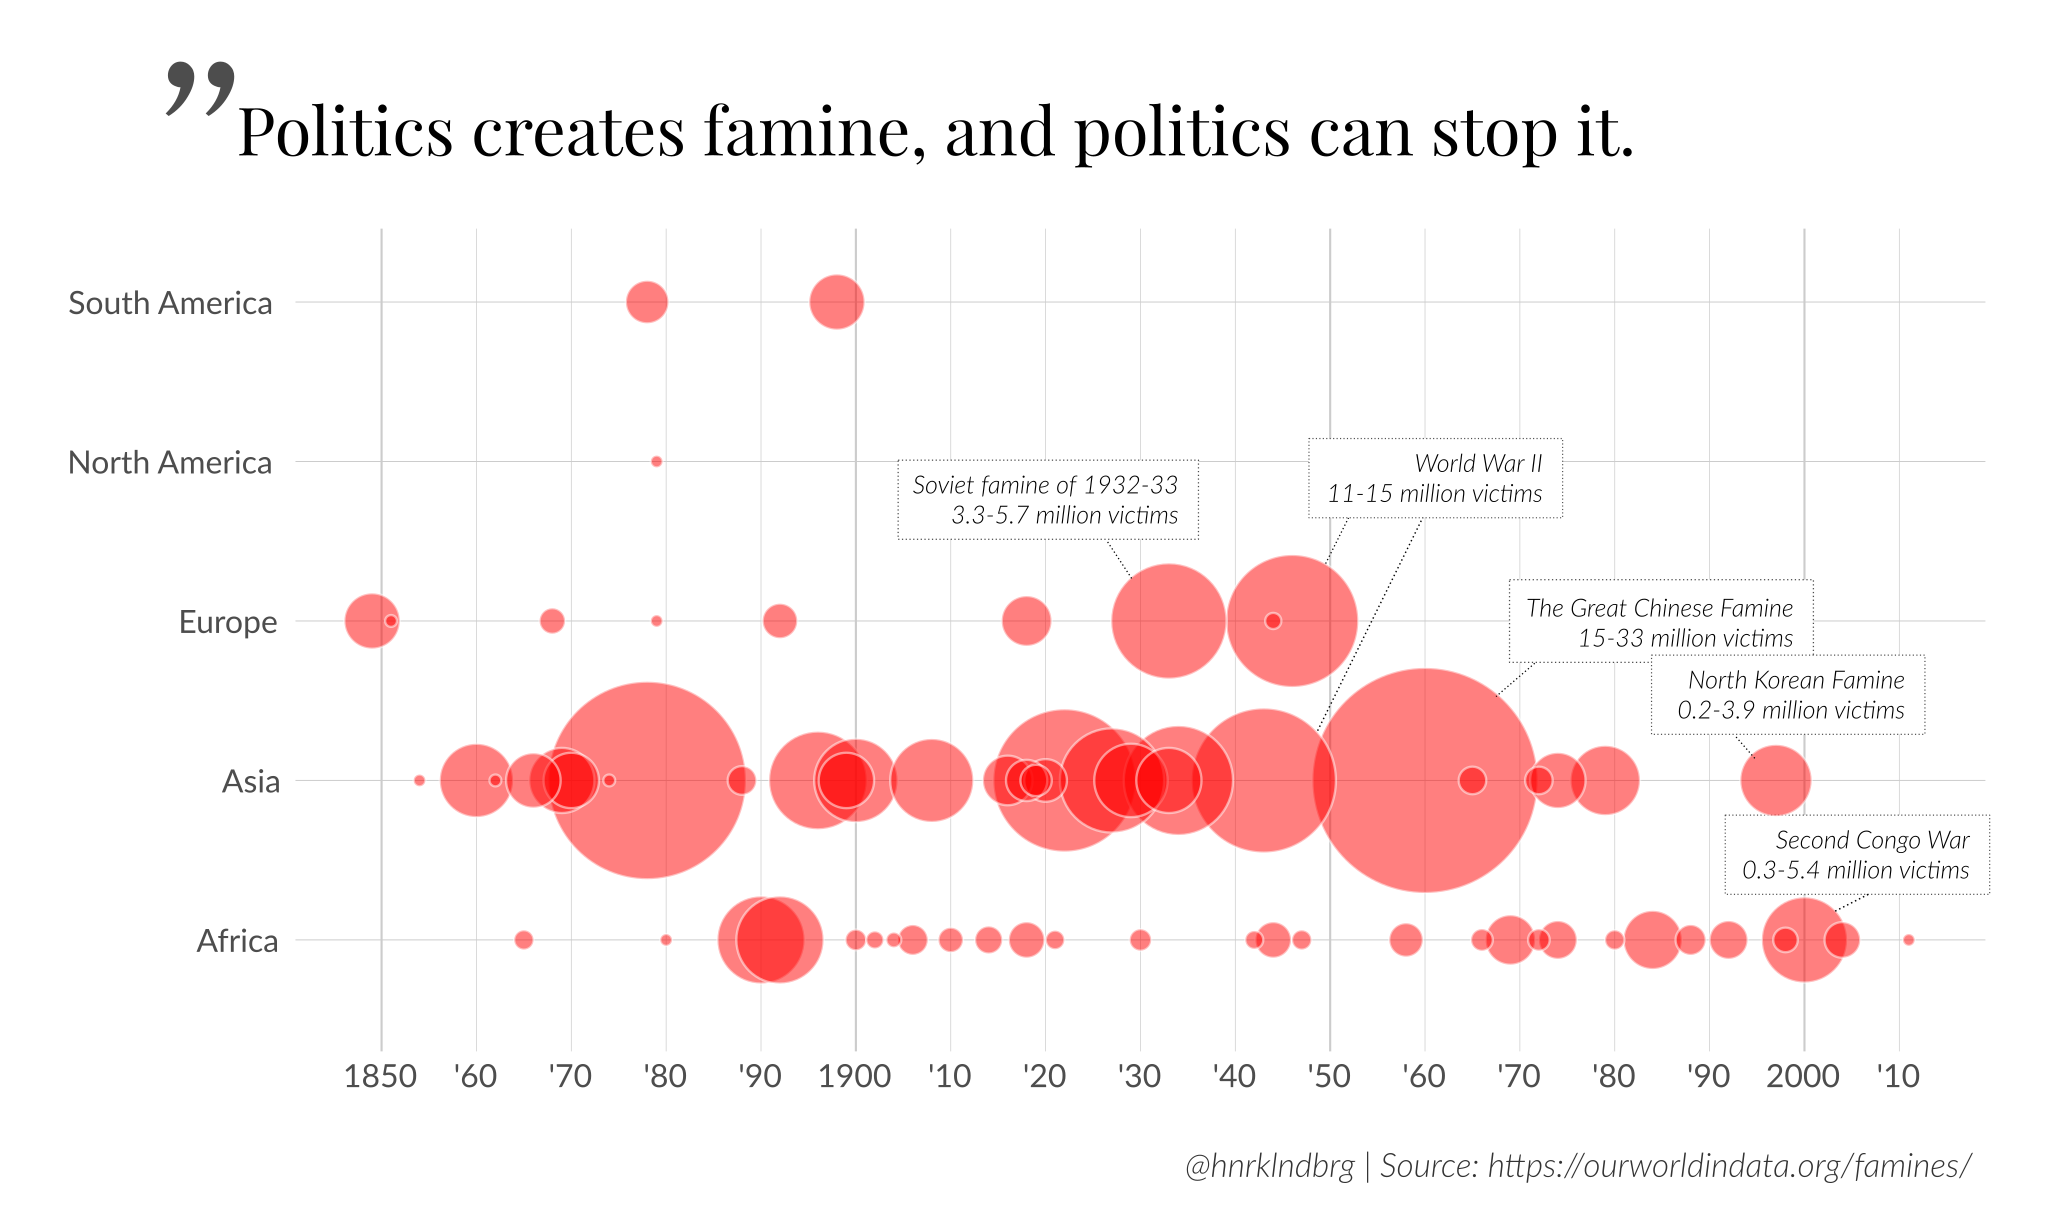 ”Politics creates famine, and politics can stop it.
South America
North America
Europe
Asia
Africa
Soviet famine of 1932-33
3.3-5.7 million victims
World War II
11-15 million victims
The Great Chinese Famine
15-33 million victims
North Korean Famine
0.2-3.9 million victims
Second Congo War
0.3-5.4 million victims
1850 '60 '70 '80 '90 1900 '10 '20 '30 '40 '50 '60 '70 '80 '90 2000 '10
@hnrklndbrg | Source: https://ourworldindata.org/famines/